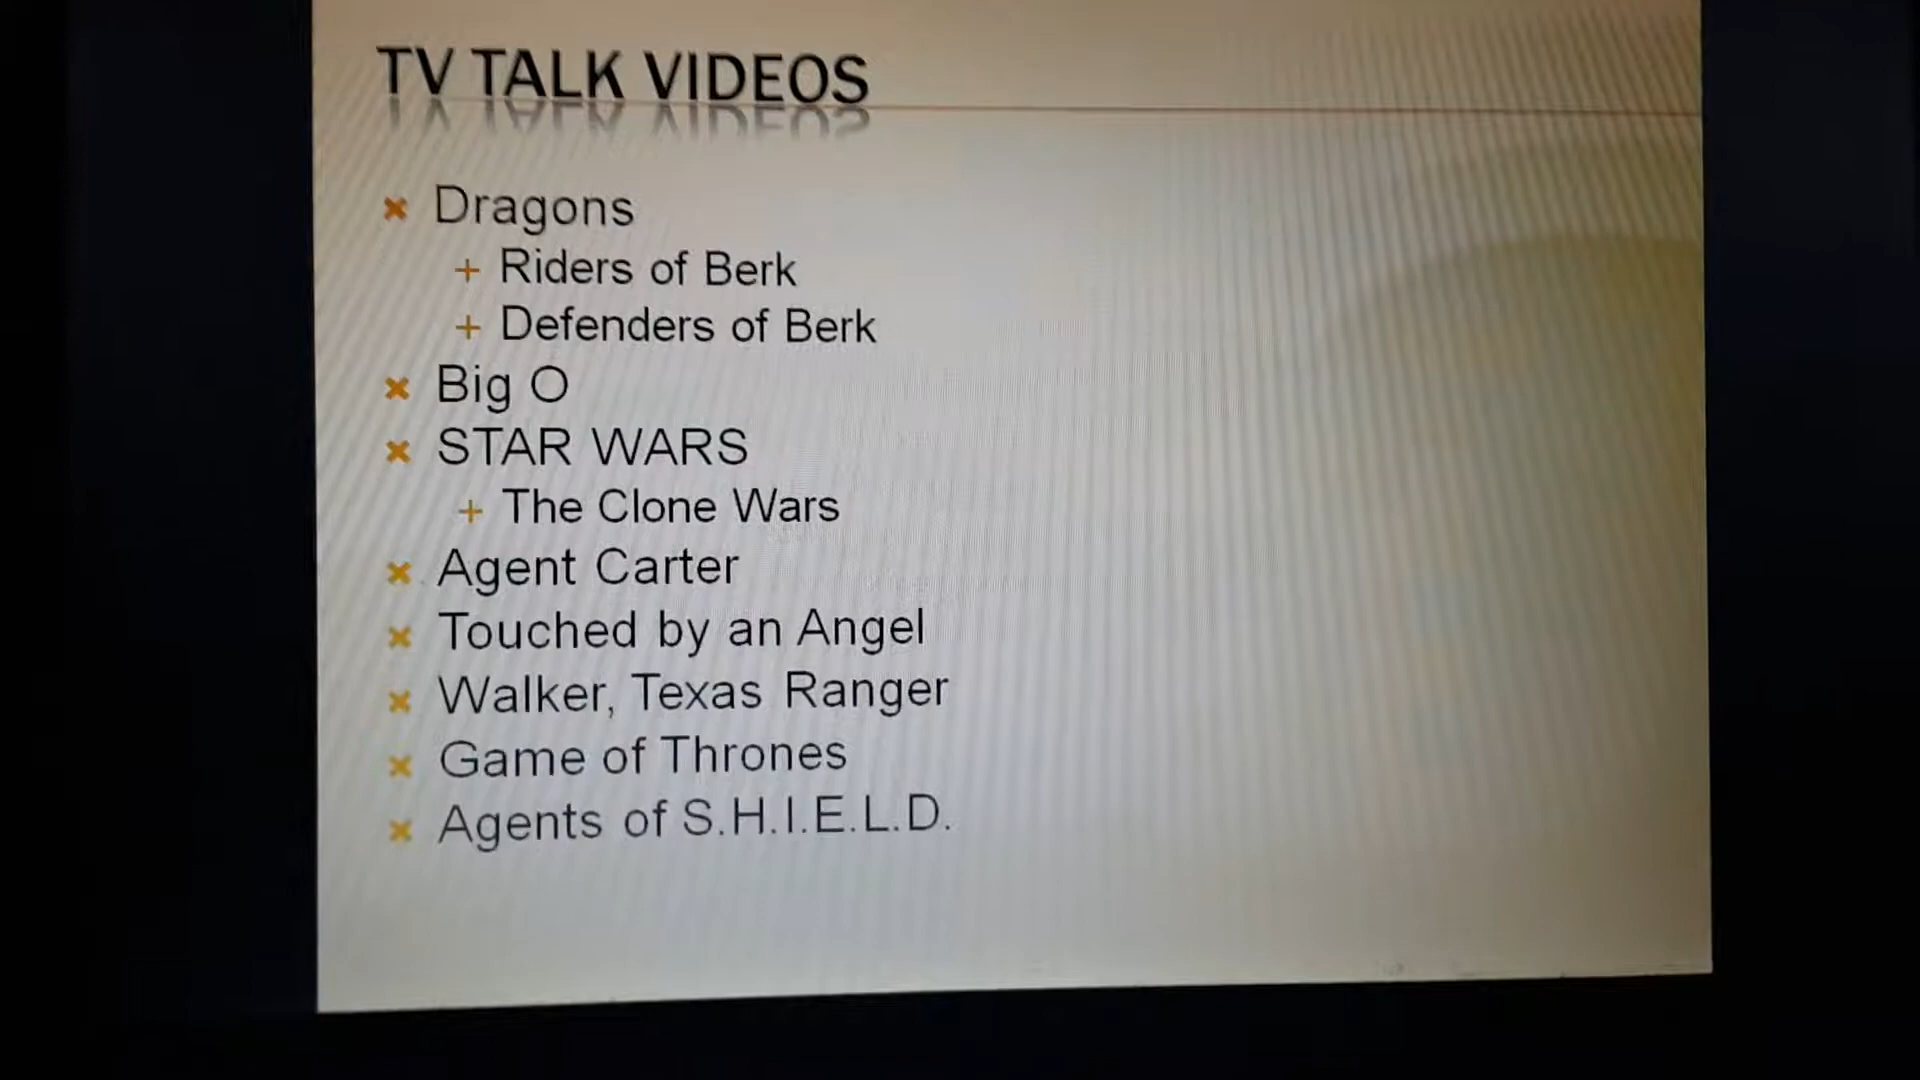 TV TALK VIDEOS
Dragons
Riders of Berk
Defenders of Berk
Big O
STAR WARS
The Clone Wars
Agent Carter
Touched by an Angel
Walker, Texas Ranger
Game of Thrones
Agents of S.H.I.E.L.D.